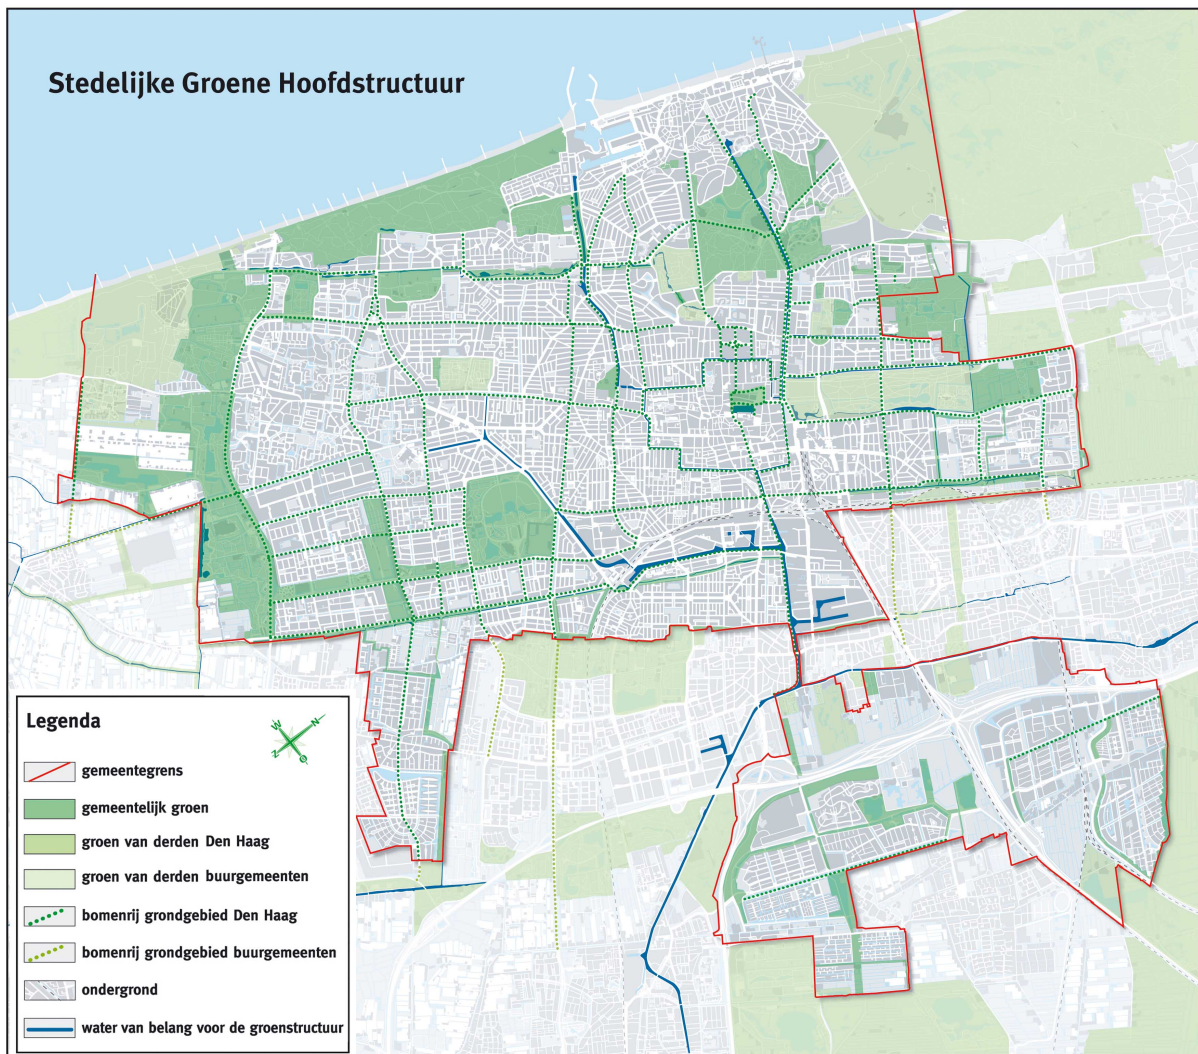 Stedelijke Groene Hoofdstructuur
Legenda
W
N
Z
O
gemeentegrens
gemeentelijk groen
groen van derden Den Haag
groen van derden buurgemeenten
bomenrij grondgebied Den Haag
bomenrij grondgebied buurgemeenten
ondergrond
water van belang voor de groenstructuur